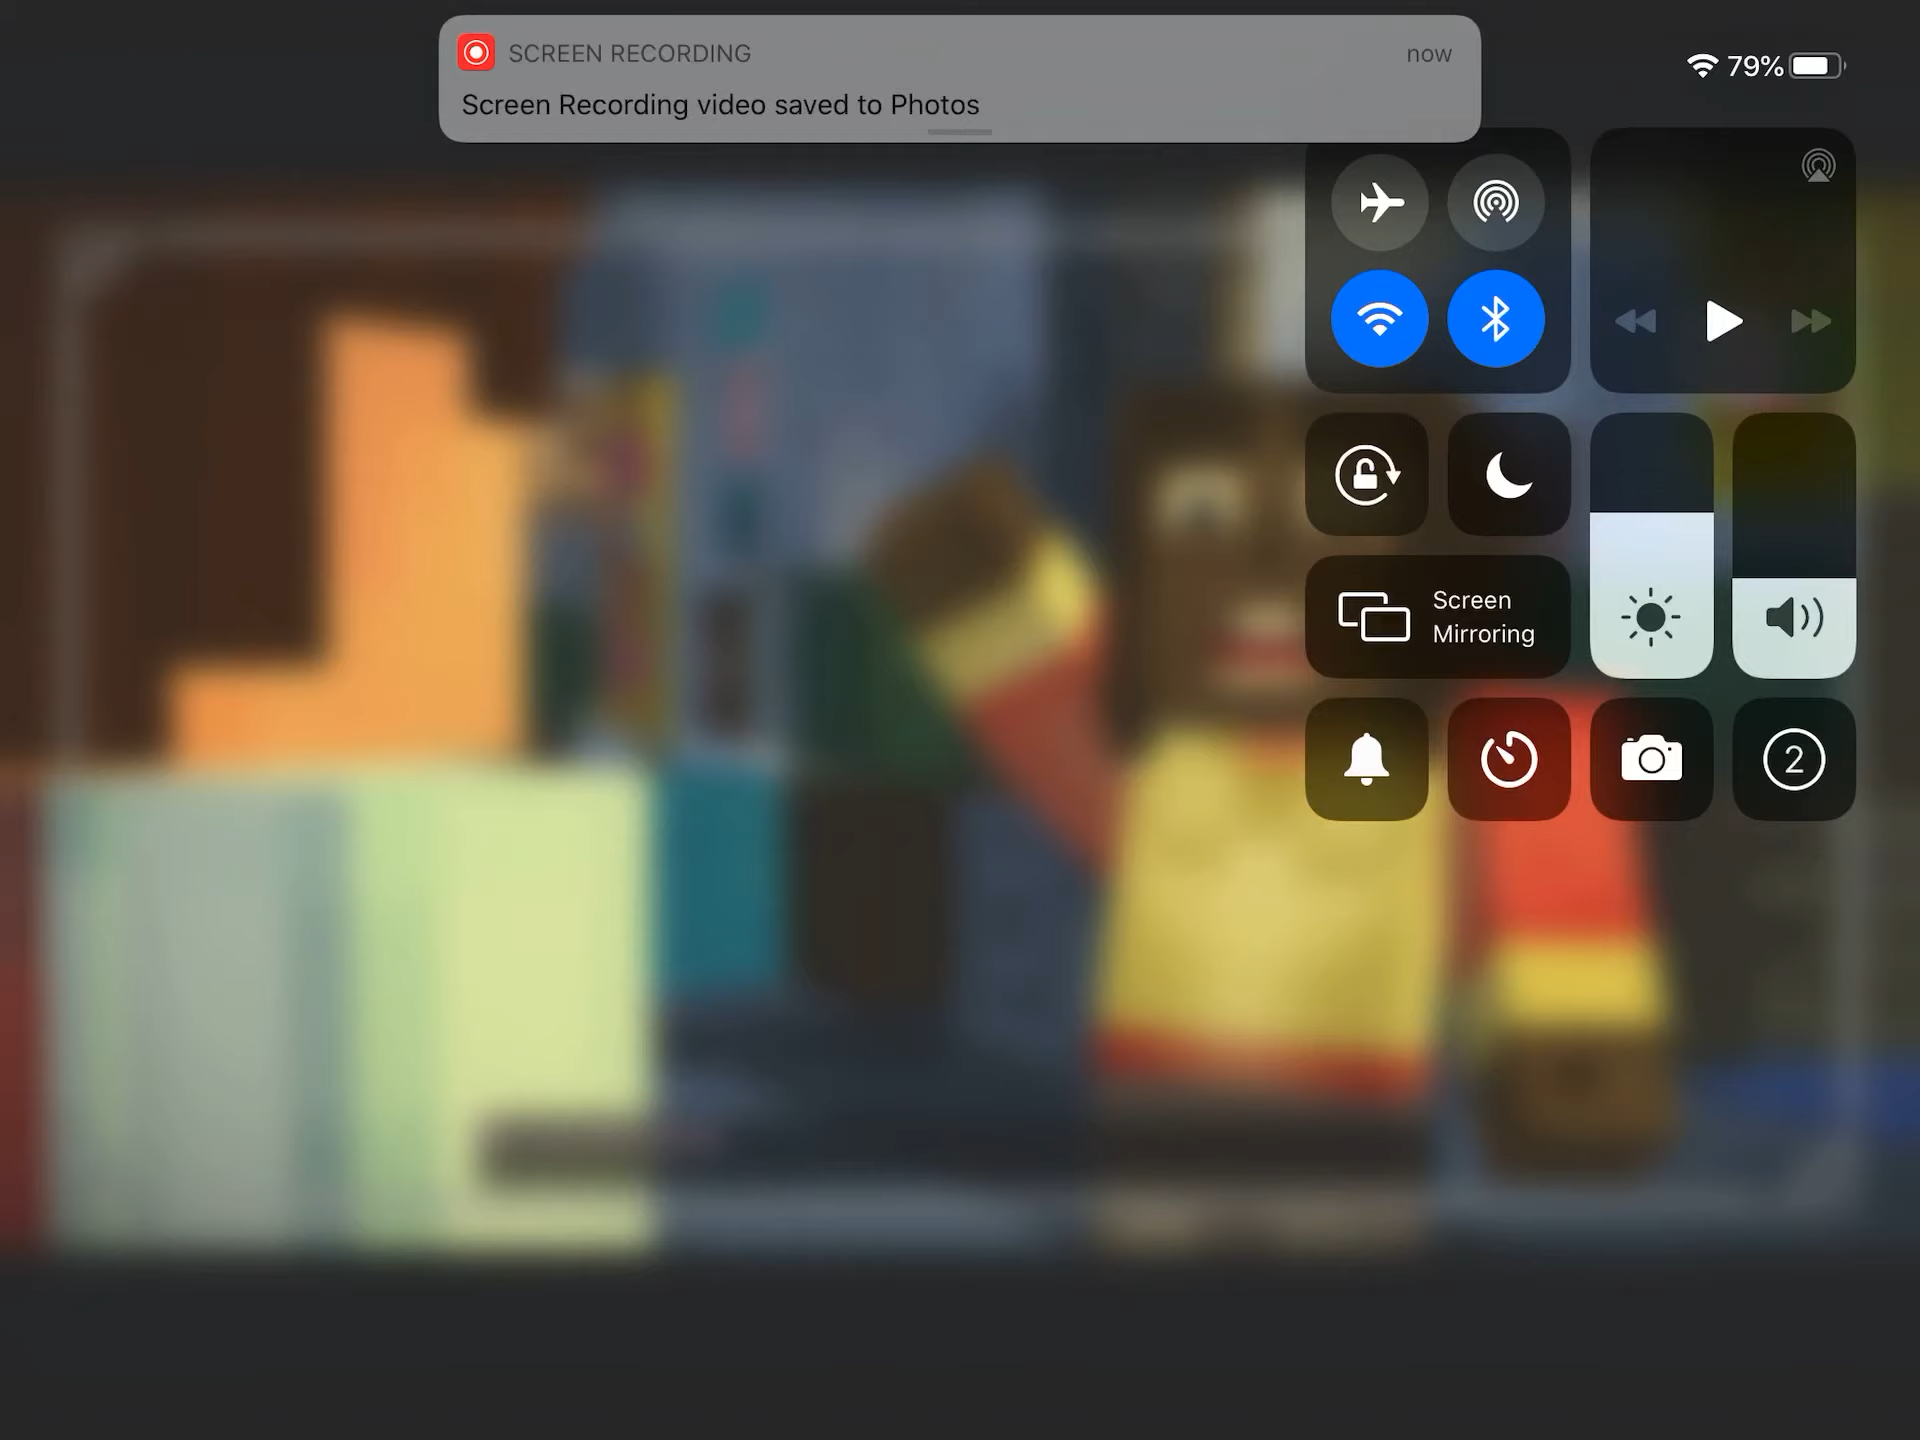 SCREEN RECORDING
now
Screen Recording video saved to Photos
79%
Screen
Mirroring
2